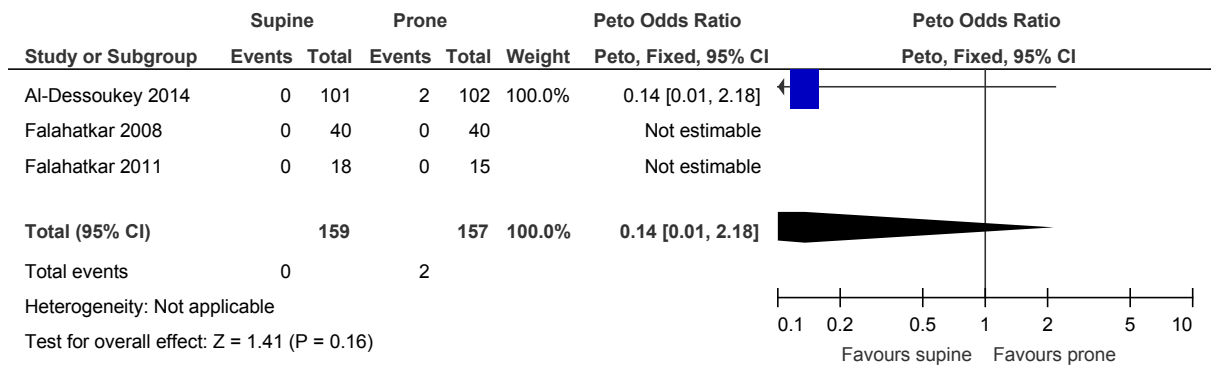 Supine Prone Peto Odds Ratio Peto Odds Ratio
Study or Subgroup Events Total Events Total Weight Peto, Fixed, 95% CI Peto, Fixed, 95% CI
Al-Dessoukey 2014 0 101 2 102 100.0% 0.14 [0.01, 2.18]
Falahatkar 2008 0 40 0 40 Not estimable
Falahatkar 2011 0 18 0 15 Not estimable
Total (95% CI) 159 157 100.0% 0.14 [0.01, 2.18]
Total events 0 2
Heterogeneity: Not applicable
Test for overall effect: Z = 1.41 (P = 0.16)
0.1 0.2 0.5 1 2 5 10
Favours supine Favours prone